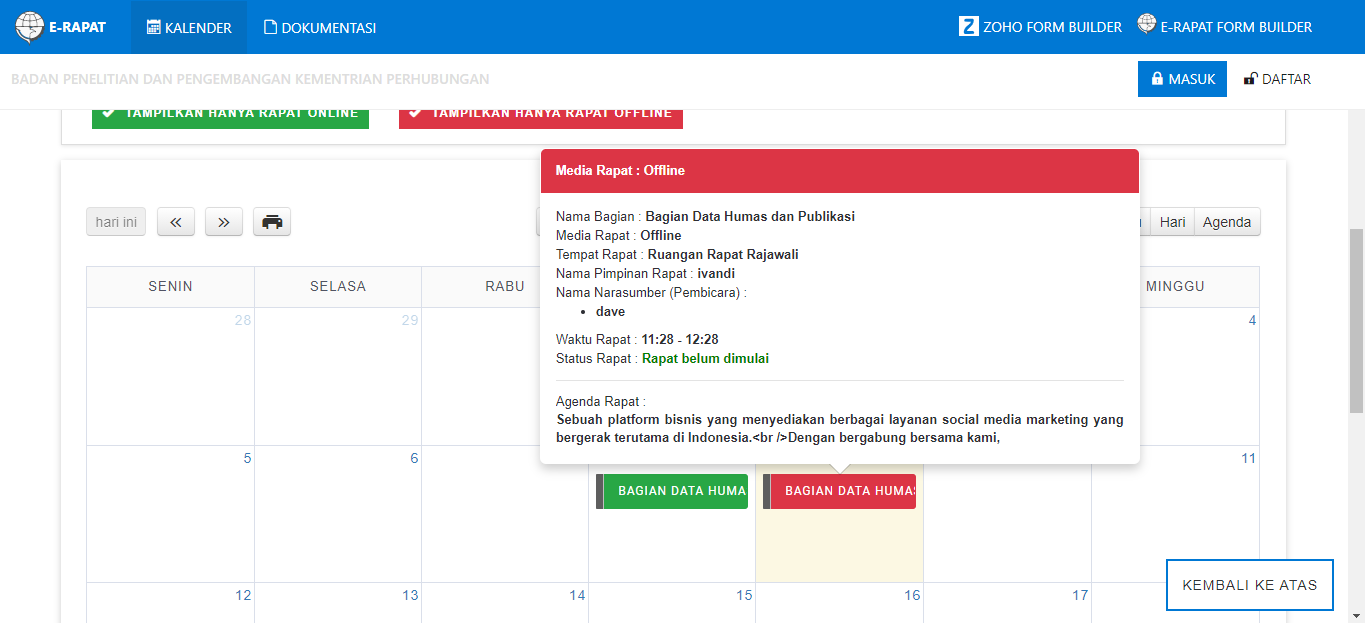 E-RAPAT
KALENDER
DOKUMENTASI
ZOHO FORM BUILDER
E-RAPAT FORM BUILDER
BADAN PENELITIAN DAN PENGEMBANGAN KEMENTRIAN PERHUBUNGAN
MASUK
DAFTAR
TAMPILKAN HANYA RAPAT ONLINE
TAMPILKAN HANYA RAPAT OFFLINE
Media Rapat : Offline
Nama Bagian : Bagian Data Humas dan Publikasi
Media Rapat : Offline
Tempat Rapat : Ruangan Rapat Rajawali
Nama Pimpinan Rapat : ivandi
Nama Narasumber (Pembicara) :
• dave
Waktu Rapat : 11:28 - 12:28
Status Rapat : Rapat belum dimulai
Agenda Rapat :
Sebuah platform bisnis yang menyediakan berbagai layanan social media marketing yang
bergerak terutama di Indonesia.<br />Dengan bergabung bersama kami,
hari ini
Hari
Agenda
SENIN
SELASA
RABU
MINGGU
28
29
4
5
6
11
BAGIAN DATA HUMA
BAGIAN DATA HUMAS
12
13
14
15
16
17
KEMBALI KE ATAS